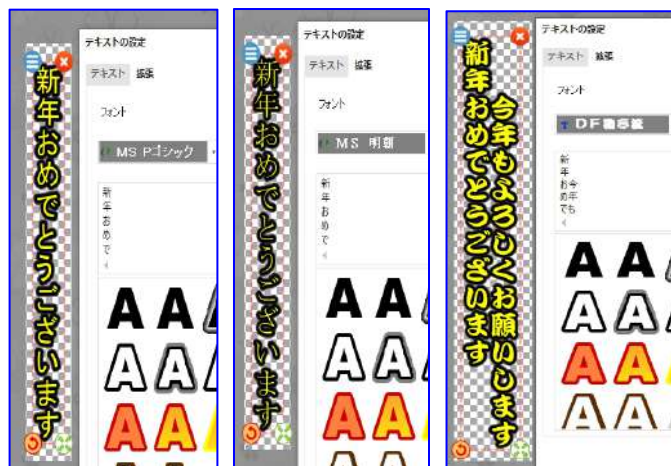 新年おめでとうございます
テキストの設定
テキスト 拡張
フォント
MS Pゴシック
新
年
お
め
で
A A
A A
A A
新年おめでとうございます
テキストの設定
テキスト 拡張
フォント
MS 明朝
新
年
お
め
で
A A
A A
A A
新年おめでとうございます
今年もよろしくお願いします
テキストの設定
テキスト 拡張
フォント
新
年
お今
め年
でも
A A
A A
A A
A A